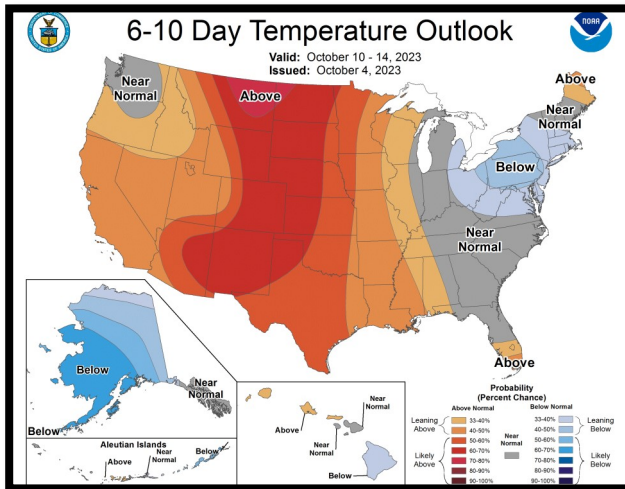 6-10 Day Temperature Outlook
Valid: October 10 - 14, 2023
Issued: October 4, 2023
NOAA
Near
Normal
Above
Above
Near
Normal
Below
Near
Normal
Above
Below
Near
Normal
Below
Aleutian Islands
Above
Near
Normal
Below
Above
Near
Normal
Near
Normal
Below
Probability
(Percent Chance)
Above Normal
Below Normal
Leaning
Above
33-40%
40-50%
Likely
Above
50-60%
60-70%
70-80%
80-90%
90-100%
Near
Normal
33-40%
40-50%
Leaning
Below
50-60%
60-70%
70-80%
80-90%
90-100%
Likely
Below